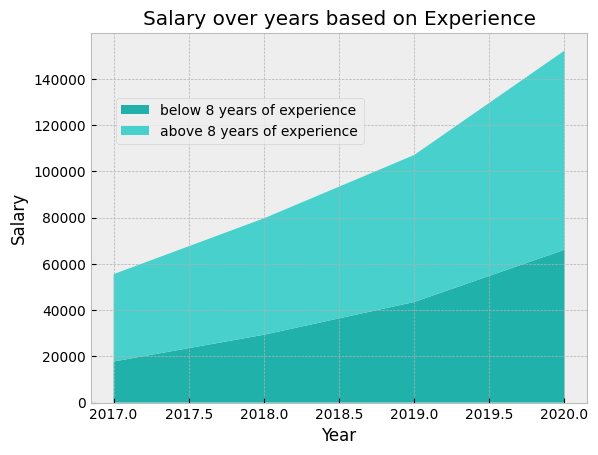 Salary over years based on Experience
140000
120000
100000
80000
60000
40000
20000
0
below 8 years of experience
above 8 years of experience
Salary
2017.0 2017.5 2018.0 2018.5 2019.0 2019.5 2020.0
Year